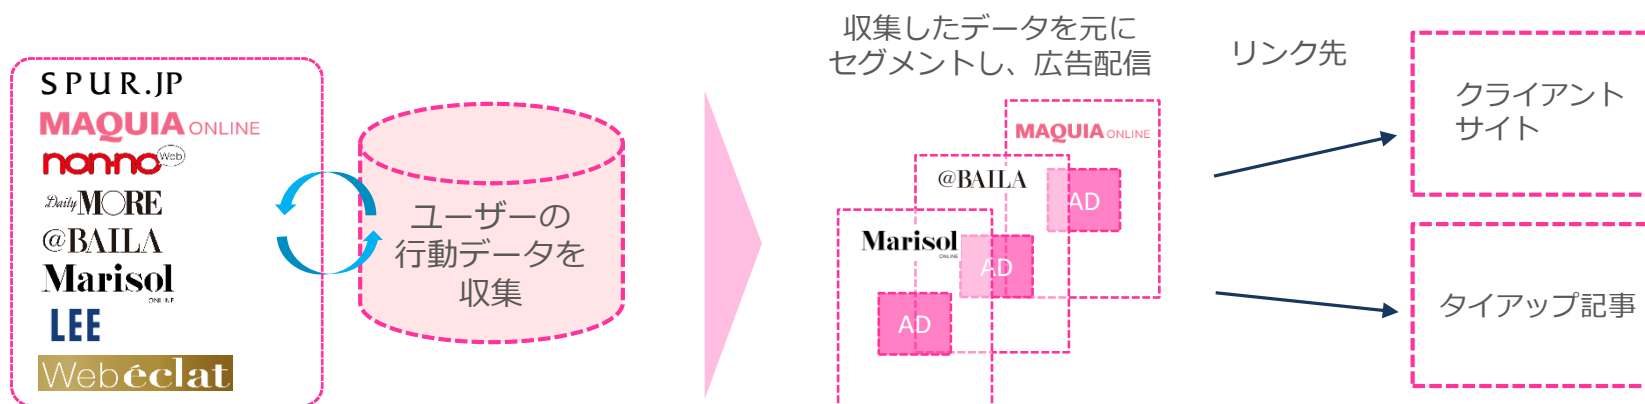 SPUR.JP
MAQUIA ONLINE
non-no Web
Daily MORE
@BAILA
Marisol
ONLINE
LEE
Web éclat
ユーザーの
行動データを
収集
収集したデータを元に
セグメントし、広告配信
MAQUIA ONLINE
AD
@BAILA
AD
Marisol
ONLINE
AD
リンク先
クライアント
サイト
タイアップ記事